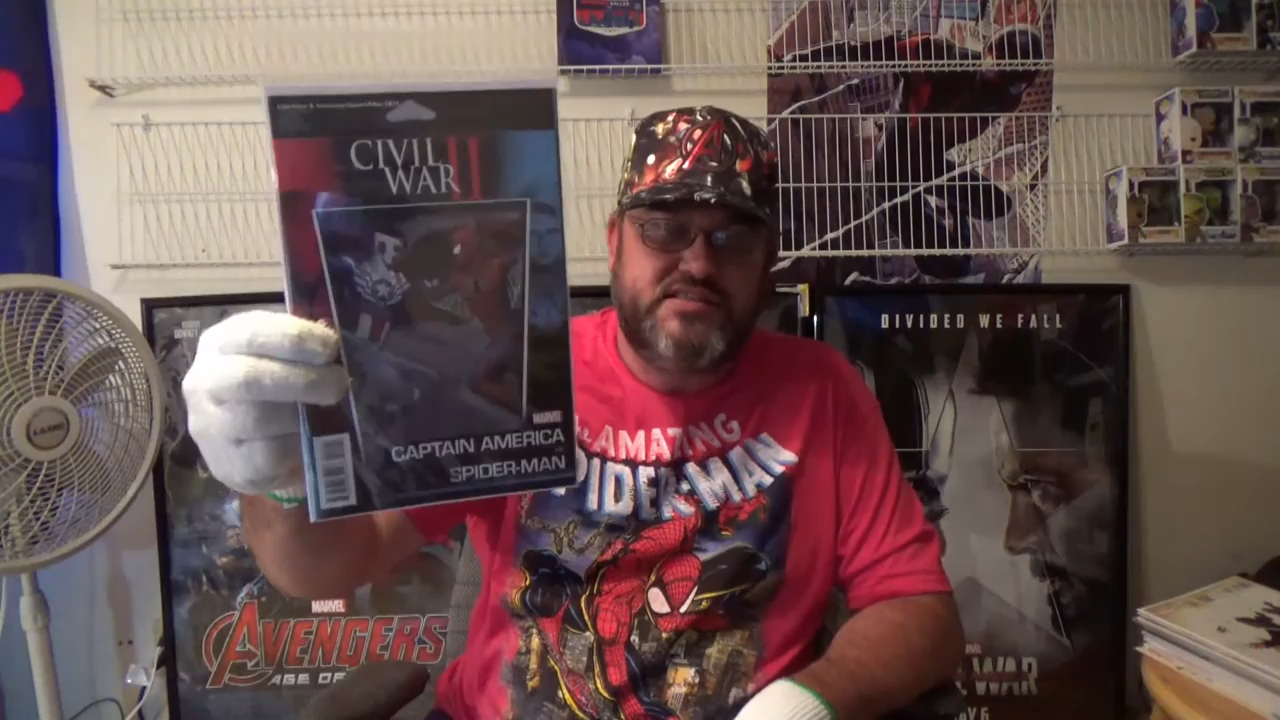 CIVIL
WAR II
MARVEL
CAPTAIN AMERICA
SPIDER-MAN
AMAZING
SPIDER-MAN
DIVIDED WE FALL
MARVEL
AVENGERS
AGE OF
WAR